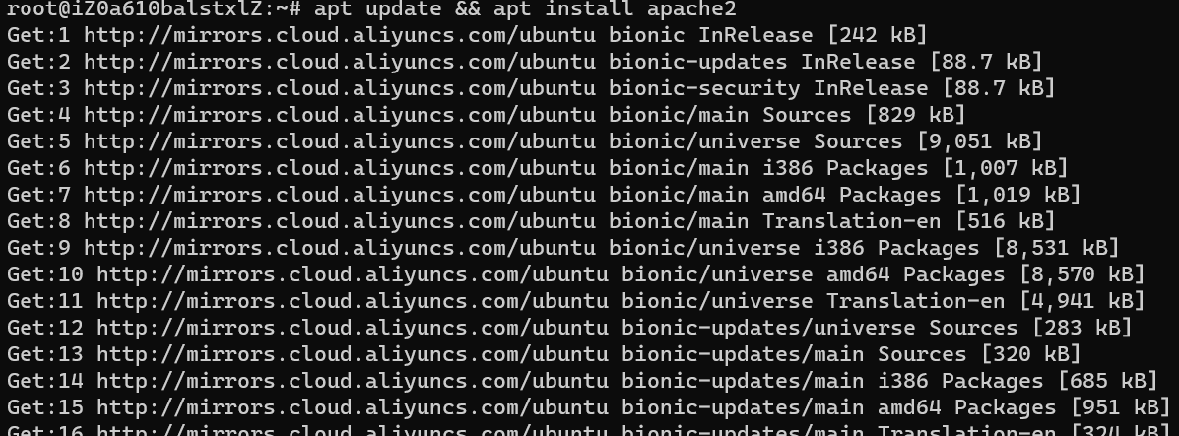 root@iZ0a610balstxlZ:~# apt update && apt install apache2
Get:1 http://mirrors.cloud.aliyuncs.com/ubuntu bionic InRelease [242 kB]
Get:2 http://mirrors.cloud.aliyuncs.com/ubuntu bionic-updates InRelease [88.7 kB]
Get:3 http://mirrors.cloud.aliyuncs.com/ubuntu bionic-security InRelease [88.7 kB]
Get:4 http://mirrors.cloud.aliyuncs.com/ubuntu bionic/main Sources [829 kB]
Get:5 http://mirrors.cloud.aliyuncs.com/ubuntu bionic/universe Sources [9,051 kB]
Get:6 http://mirrors.cloud.aliyuncs.com/ubuntu bionic/main i386 Packages [1,007 kB]
Get:7 http://mirrors.cloud.aliyuncs.com/ubuntu bionic/main amd64 Packages [1,019 kB]
Get:8 http://mirrors.cloud.aliyuncs.com/ubuntu bionic/main Translation-en [516 kB]
Get:9 http://mirrors.cloud.aliyuncs.com/ubuntu bionic/universe i386 Packages [8,531 kB]
Get:10 http://mirrors.cloud.aliyuncs.com/ubuntu bionic/universe amd64 Packages [8,570 kB]
Get:11 http://mirrors.cloud.aliyuncs.com/ubuntu bionic/universe Translation-en [4,941 kB]
Get:12 http://mirrors.cloud.aliyuncs.com/ubuntu bionic-updates/universe Sources [283 kB]
Get:13 http://mirrors.cloud.aliyuncs.com/ubuntu bionic-updates/main Sources [320 kB]
Get:14 http://mirrors.cloud.aliyuncs.com/ubuntu bionic-updates/main i386 Packages [685 kB]
Get:15 http://mirrors.cloud.aliyuncs.com/ubuntu bionic-updates/main amd64 Packages [951 kB]
Get:16 http://mirrors.cloud.aliyuncs.com/ubuntu bionic-updates/main Translation-en [324 kB]